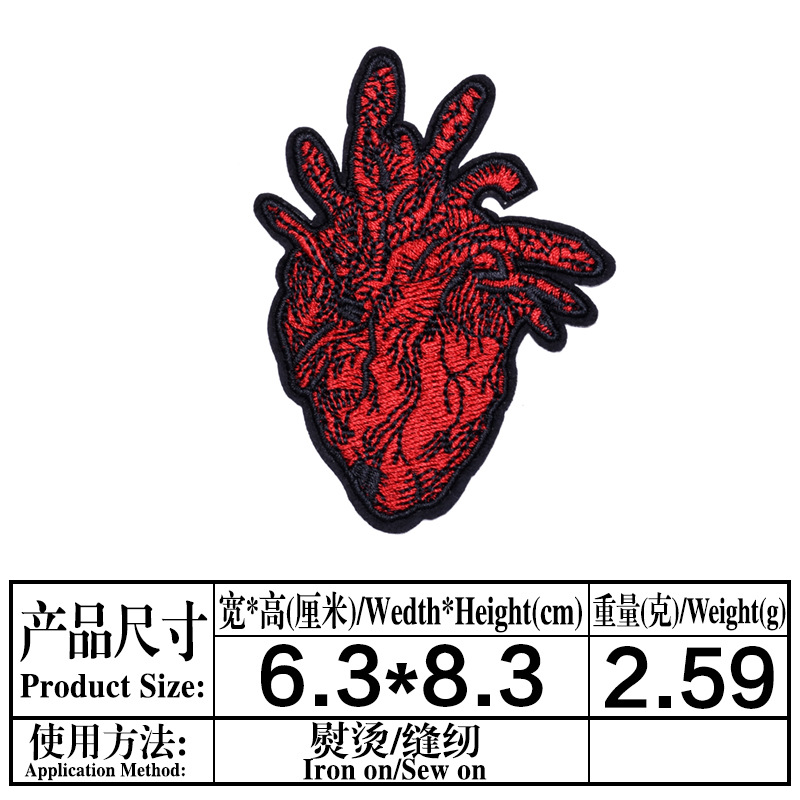 产品尺寸
Product Size:
宽*高(厘米)/Wedth*Height(cm)
重量(克)/Weight(g)
6.3*8.3
2.59
使用方法:
Application Method:
熨烫/缝纫
Iron on/Sew on